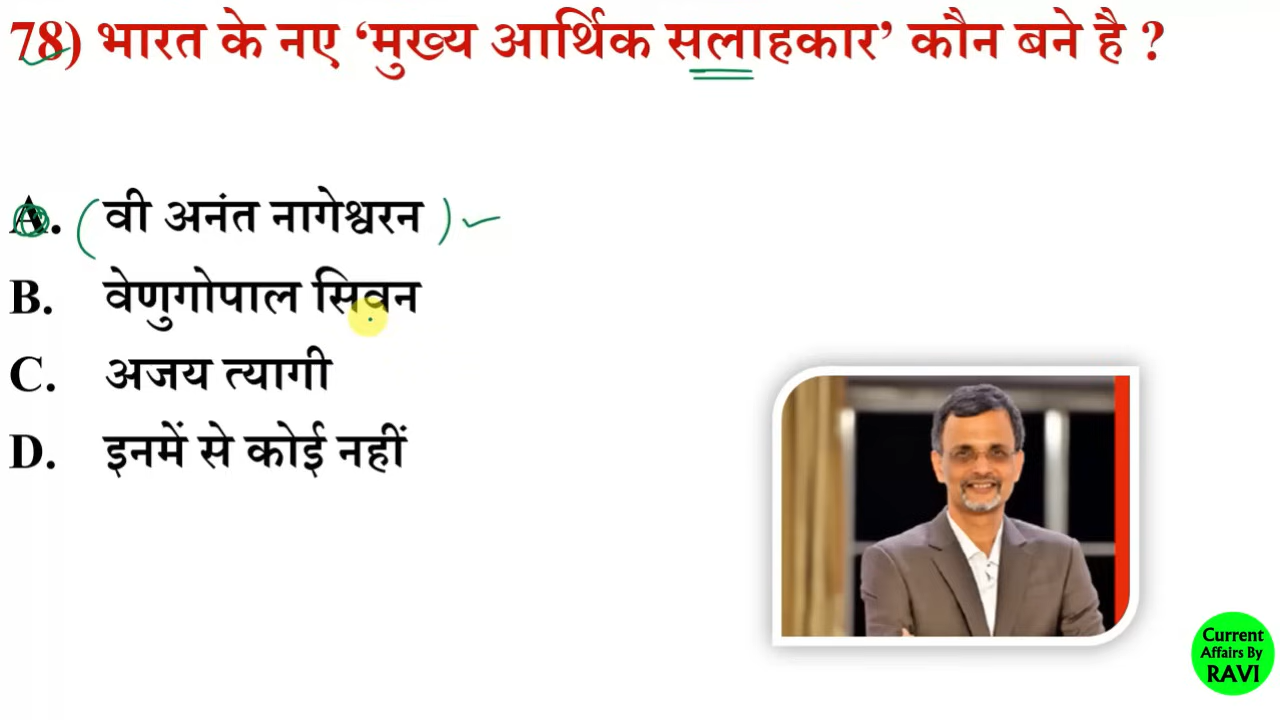 78) भारत के नए ‘मुख्य आर्थिक सलाहकार’ कौन बने है ?
A. ( वी अनंत नागेश्वरन )
B. वेणुगोपाल सिवन
C. अजय त्यागी
D. इनमें से कोई नहीं
Current
Affairs By
RAVI